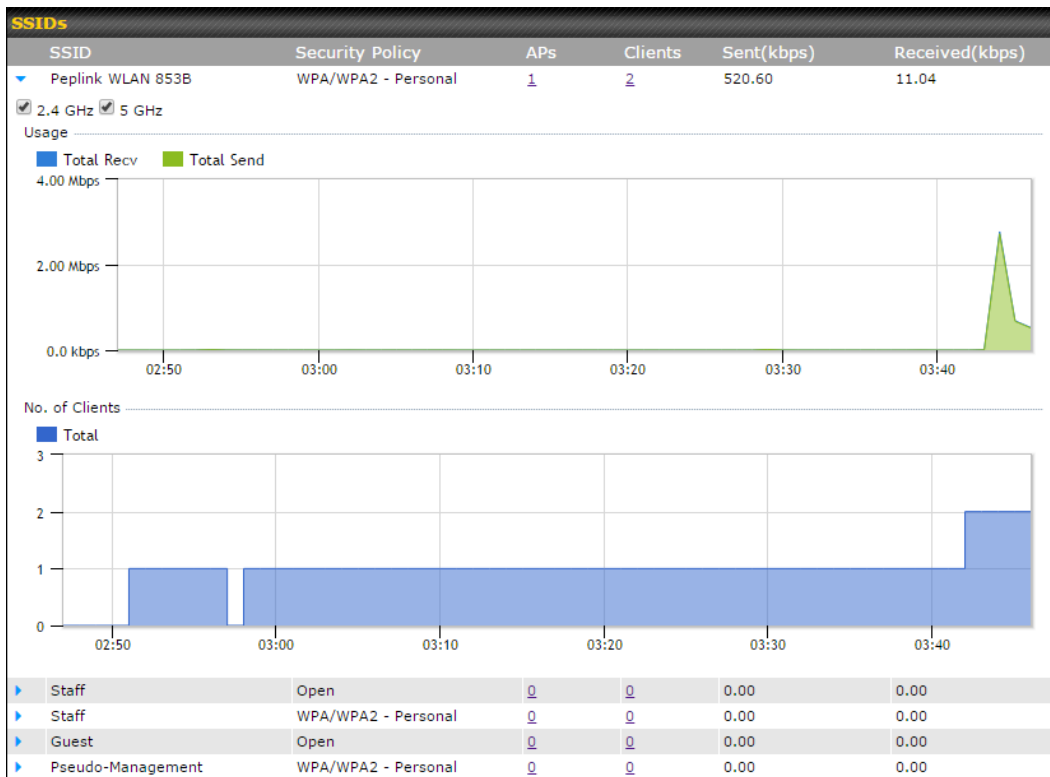 SSIDs
SSID Security Policy APs Clients Sent(kbps) Received(kbps)
Peplink WLAN 853B WPA/WPA2 - Personal 1 2 520.60 11.04
2.4 GHz 5 GHz
Usage
Total Recv Total Send
4.00 Mbps
2.00 Mbps
0.0 kbps
02:50 03:00 03:10 03:20 03:30 03:40
No. of Clients
Total
3
2
1
0
02:50 03:00 03:10 03:20 03:30 03:40
Staff Open 0 0 0.00 0.00
Staff WPA/WPA2 - Personal 0 0 0.00 0.00
Guest Open 0 0 0.00 0.00
Pseudo-Management WPA/WPA2 - Personal 0 0 0.00 0.00